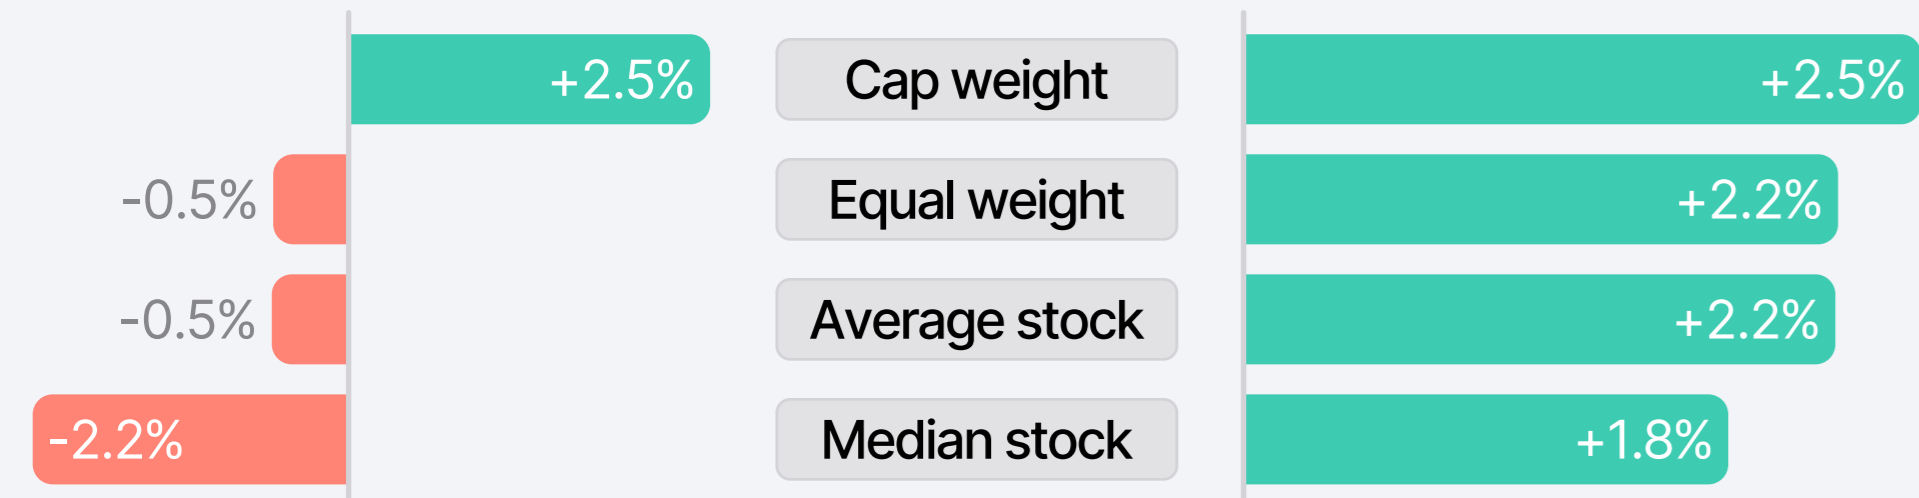 +2.5% Cap weight +2.5%
-0.5% Equal weight +2.2%
-0.5% Average stock +2.2%
-2.2% Median stock +1.8%